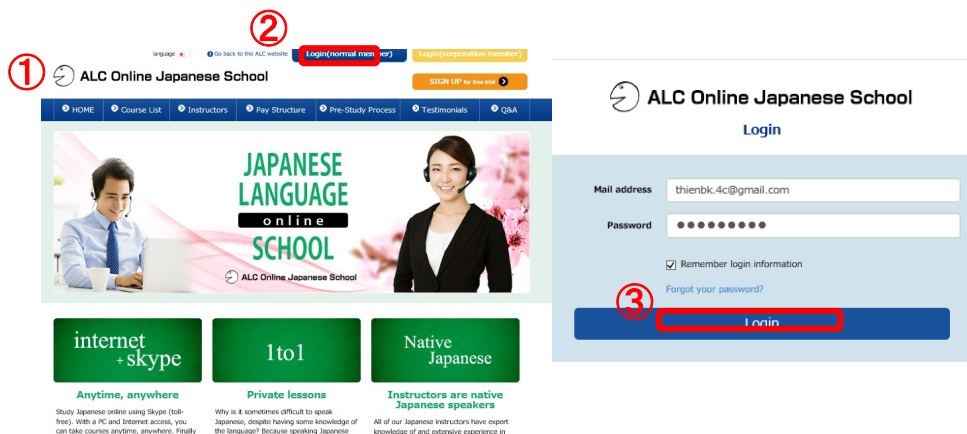 ②
language
Go back to the ALC website
Login(normal member)
Login(corporation member)
①
ALC Online Japanese School
SIGN UP for free trial
HOME
Course List
Instructors
Pay Structure
Pre-Study Process
Testimonials
Q&A
JAPANESE
LANGUAGE
online
SCHOOL
ALC Online Japanese School
internet
+skype
1to1
Native
Japanese
Anytime, anywhere
Study Japanese online using Skype (toll-
free). With a PC and Internet access, you
can take courses anytime, anywhere. Finally
Private lessons
Why is it sometimes difficult to speak
Japanese, despite having some knowledge of
the language? Because speaking Japanese
Instructors are native
Japanese speakers
All of our Japanese instructors have expert
knowledge of and extensive experience in
ALC Online Japanese School
Login
Mail address
thienbk.4c@gmail.com
Password
●●●●●●●●●
Remember login information
Forgot your password?
③
Login